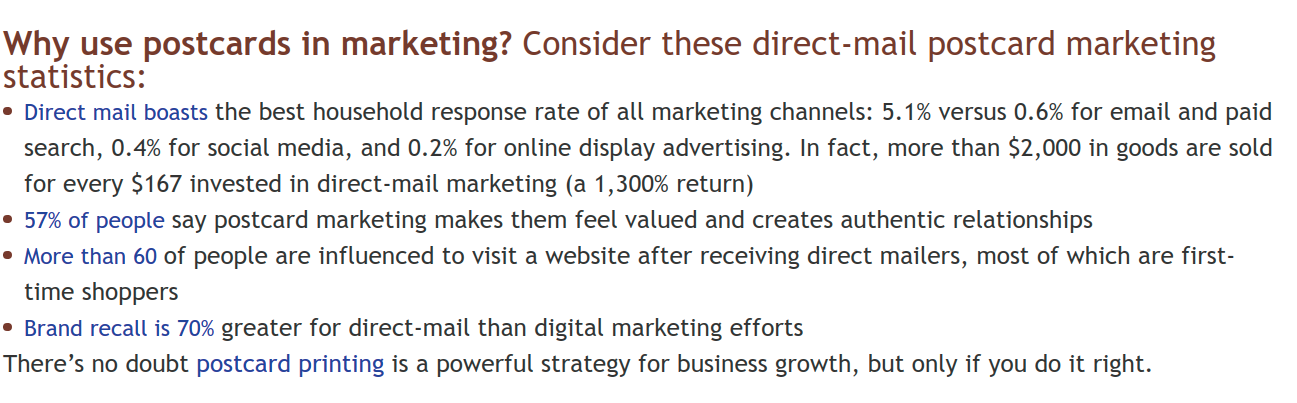 Why use postcards in marketing? Consider these direct-mail postcard marketing
statistics:
• Direct mail boasts the best household response rate of all marketing channels: 5.1% versus 0.6% for email and paid
search, 0.4% for social media, and 0.2% for online display advertising. In fact, more than $2,000 in goods are sold
for every $167 invested in direct-mail marketing (a 1,300% return)
• 57% of people say postcard marketing makes them feel valued and creates authentic relationships
• More than 60 of people are influenced to visit a website after receiving direct mailers, most of which are first-
time shoppers
• Brand recall is 70% greater for direct-mail than digital marketing efforts
There’s no doubt postcard printing is a powerful strategy for business growth, but only if you do it right.